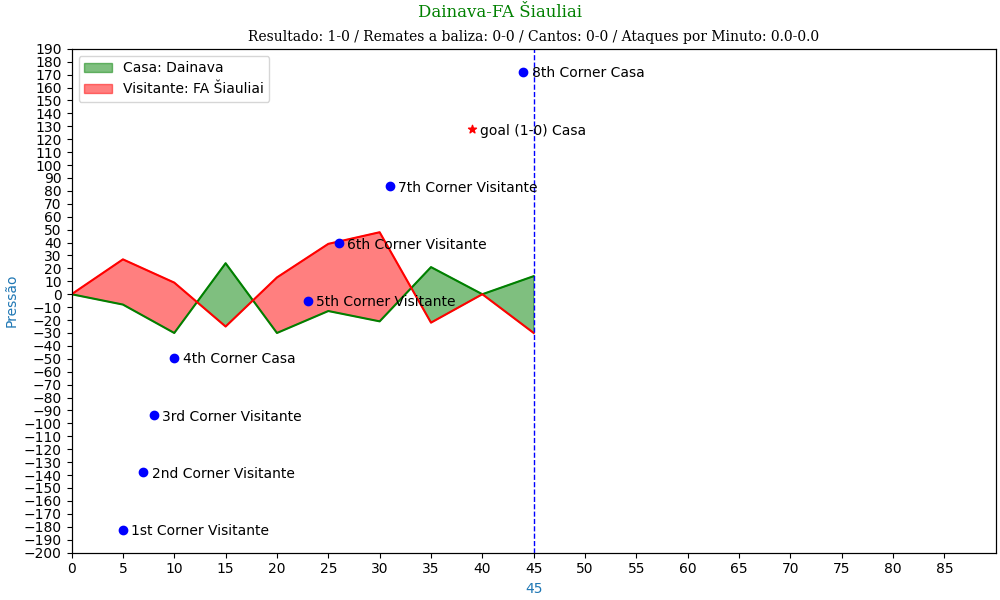 Dainava-FA Šiauliai
Resultado: 1-0 / Remates a baliza: 0-0 / Cantos: 0-0 / Ataques por Minuto: 0.0-0.0
Casa: Dainava
Visitante: FA Šiauliai
190
180
170
160
150
140
130
120
110
100
90
80
70
60
50
40
30
20
10
0
−10
−20
−30
−40
−50
−60
−70
−80
−90
−100
−110
−120
−130
−140
−150
−160
−170
−180
−190
−200
Pressão
8th Corner Casa
goal (1-0) Casa
7th Corner Visitante
6th Corner Visitante
5th Corner Visitante
4th Corner Casa
3rd Corner Visitante
2nd Corner Visitante
1st Corner Visitante
0 5 10 15 20 25 30 35 40 45 50 55 60 65 70 75 80 85
45